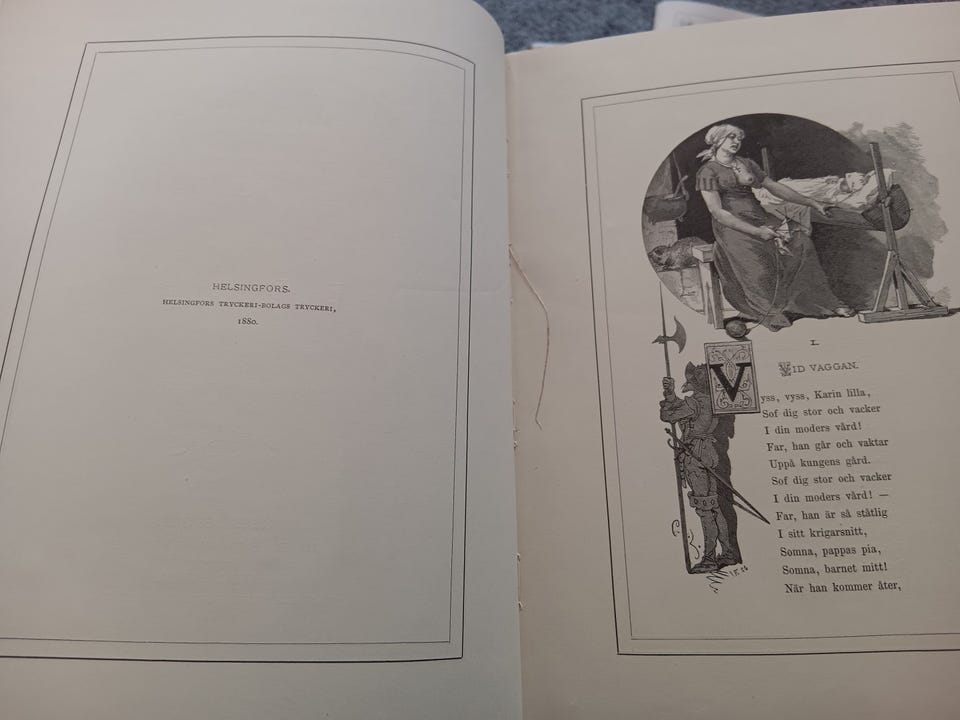 HELSINGFORS.
HELSINGFORS TRYCKERI-BOLAGS TRYCKERI,
1880.
I.
VID VAGGAN.
Vyss, vyss, Karin lilla,
Sof dig stor och vacker
I din moders vård!
Far, han går och vaktar
Uppå kungens gård.
Sof dig stor och vacker
I din moders vård! —
Far, han är så ståtlig
I sitt krigarsnitt,
Somna, pappas pia,
Somna, barnet mitt!
När han kommer åter,